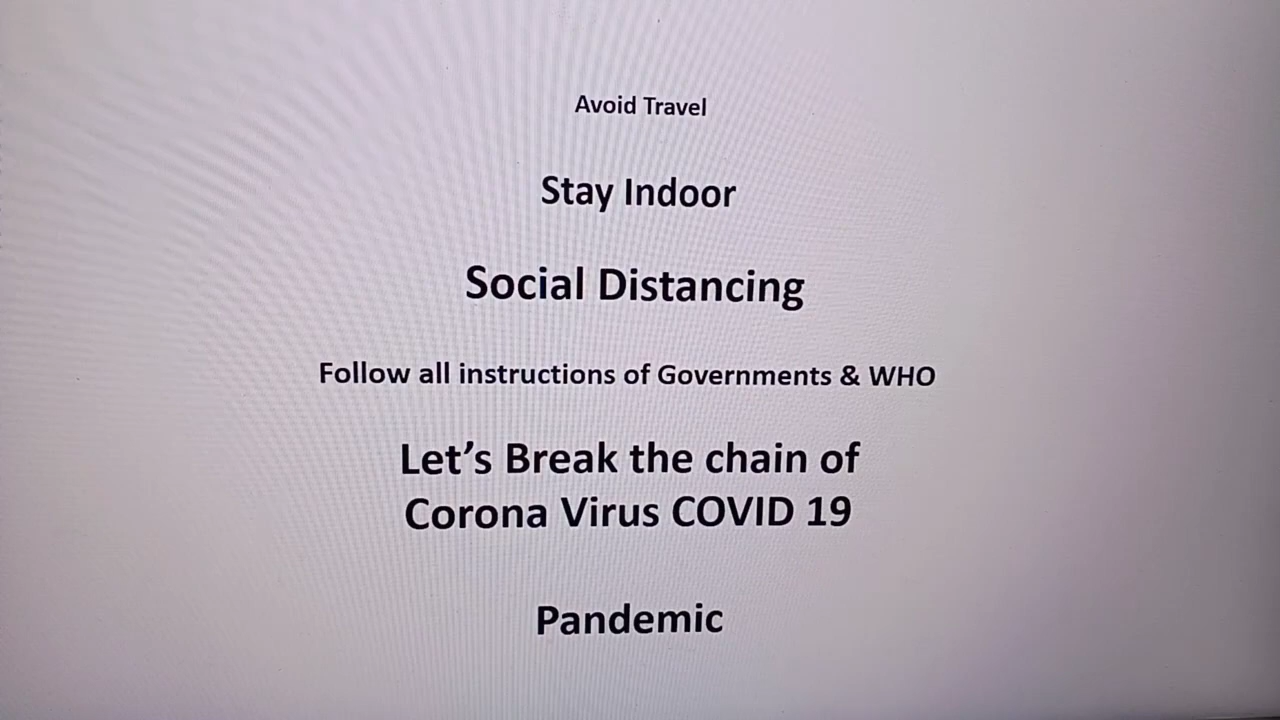 Avoid Travel
Stay Indoor
Social Distancing
Follow all instructions of Governments & WHO
Let’s Break the chain of
Corona Virus COVID 19
Pandemic